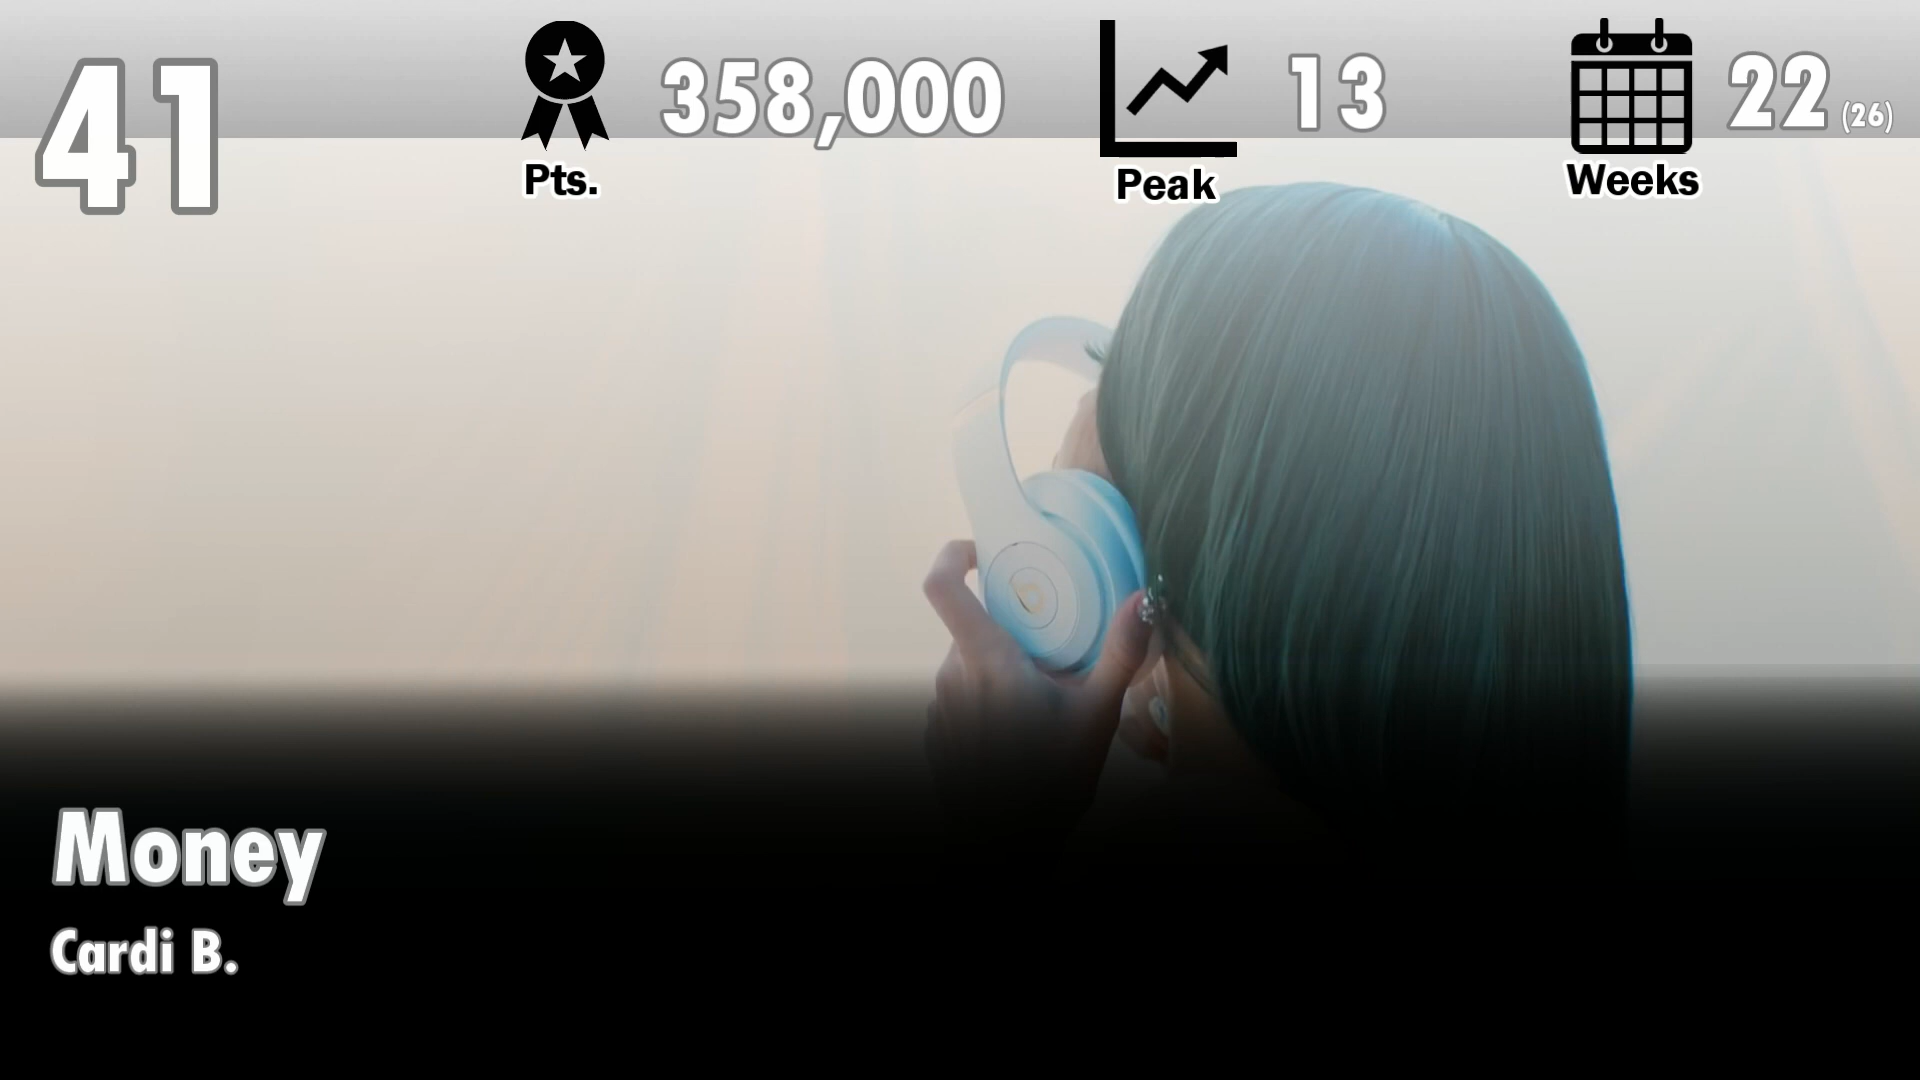 41
358,000
13
22 (26)
Pts.
Peak
Weeks
Money
Cardi B.